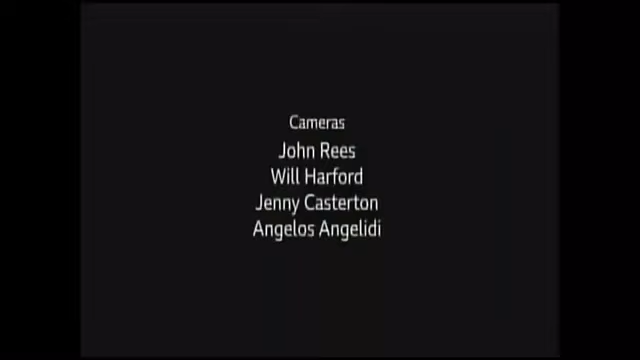 Cameras
John Rees
Will Harford
Jenny Casterton
Angelos Angelidi